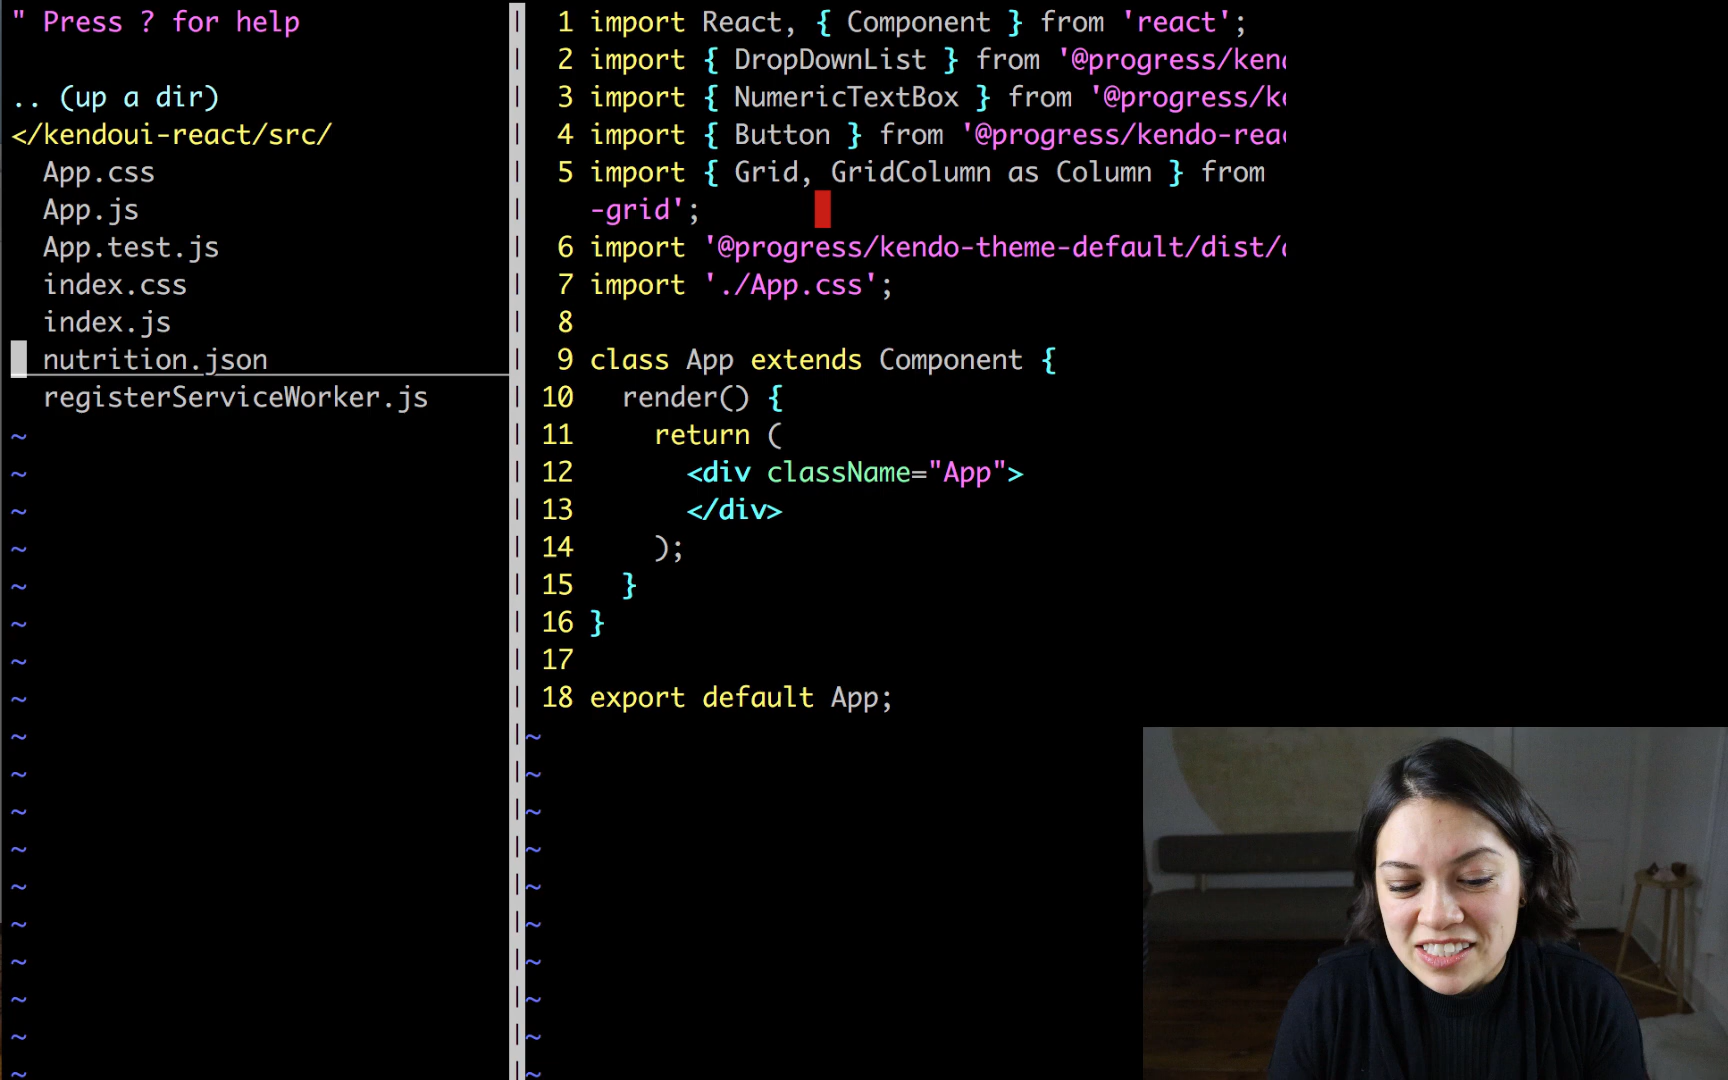 " Press ? for help
.. (up a dir)
</kendoui-react/src/
App.css
App.js
App.test.js
index.css
index.js
nutrition.json
registerServiceWorker.js
1 import React, { Component } from 'react';
2 import { DropDownList } from '@progress/ken
3 import { NumericTextBox } from '@progress/k
4 import { Button } from '@progress/kendo-rea
5 import { Grid, GridColumn as Column } from
-grid';
6 import '@progress/kendo-theme-default/dist/
7 import './App.css';
8
9 class App extends Component {
10 render() {
11 return (
12 <div className="App">
13 </div>
14 );
15 }
16 }
17
18 export default App;